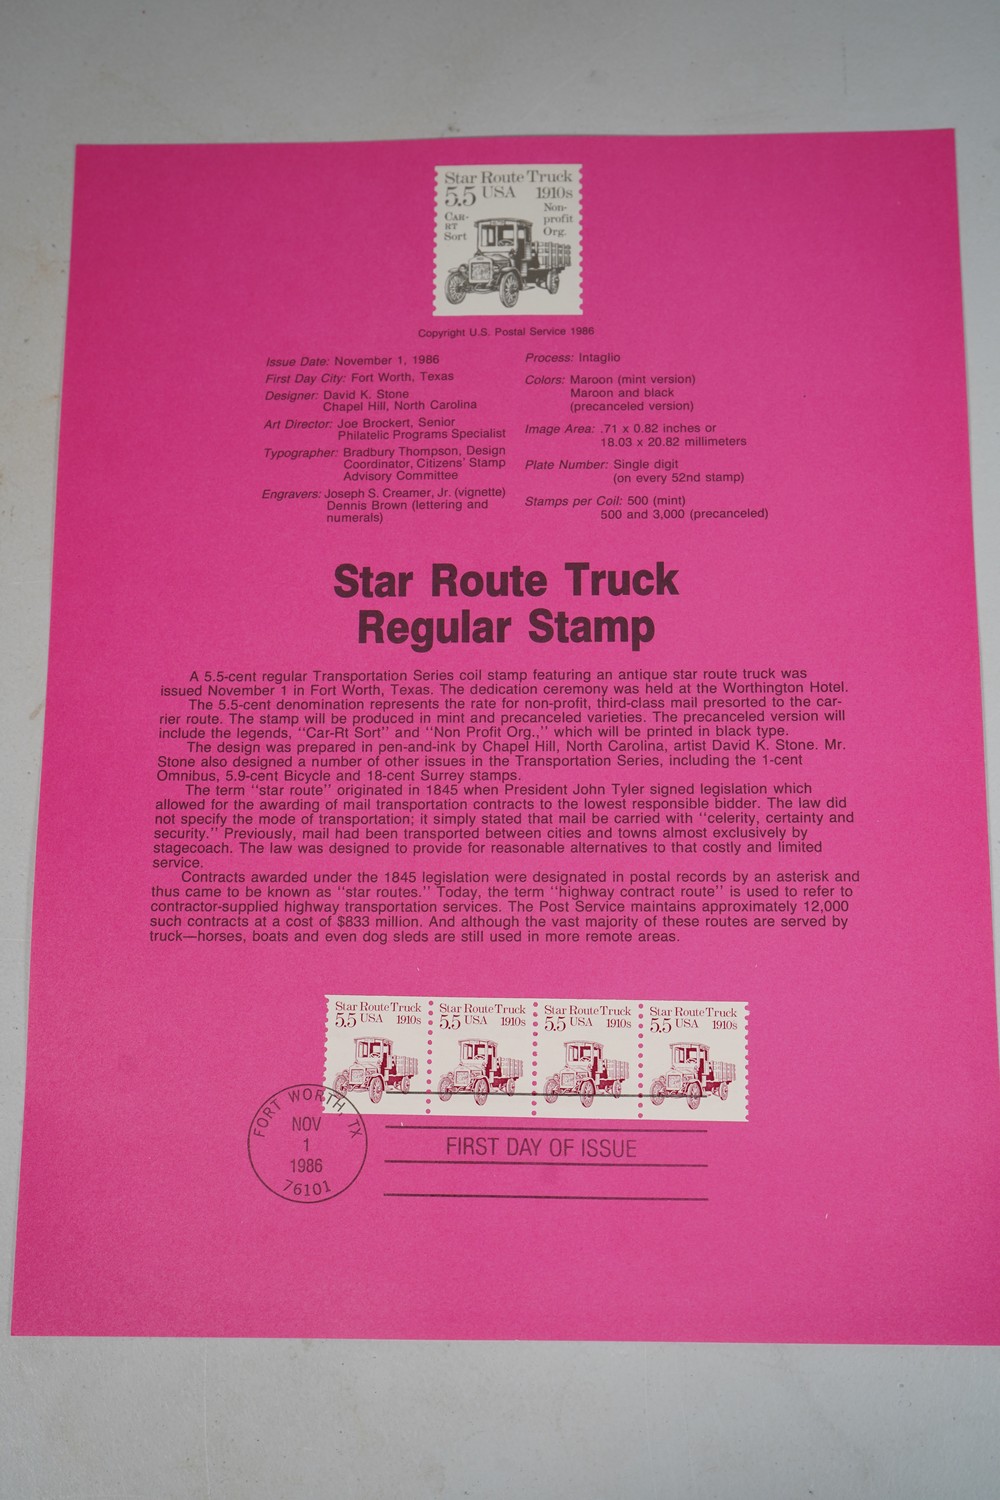 Star Route Truck
5.5 USA 1910s
CAR-
RT
Sort
Non-
profit
Org.
Copyright U.S. Postal Service 1986
Issue Date: November 1, 1986
First Day City: Fort Worth, Texas
Designer: David K. Stone
Chapel Hill, North Carolina
Art Director: Joe Brockert, Senior
Philatelic Programs Specialist
Typographer: Bradbury Thompson, Design
Coordinator, Citizens' Stamp
Advisory Committee
Engravers: Joseph S. Creamer, Jr. (vignette)
Dennis Brown (lettering and
numerals)
Process: Intaglio
Colors: Maroon (mint version)
Maroon and black
(precanceled version)
Image Area: .71 x 0.82 inches or
18.03 x 20.82 millimeters
Plate Number: Single digit
(on every 52nd stamp)
Stamps per Coil: 500 (mint)
500 and 3,000 (precanceled)
Star Route Truck
Regular Stamp
A 5.5-cent regular Transportation Series coil stamp featuring an antique star route truck was
issued November 1 in Fort Worth, Texas. The dedication ceremony was held at the Worthington Hotel.
The 5.5-cent denomination represents the rate for non-profit, third-class mail presorted to the car-
rier route. The stamp will be produced in mint and precanceled varieties. The precanceled version will
include the legends, "Car-Rt Sort" and "Non Profit Org.," which will be printed in black type.
The design was prepared in pen-and-ink by Chapel Hill, North Carolina, artist David K. Stone. Mr.
Stone also designed a number of other issues in the Transportation Series, including the 1-cent
Omnibus, 5.9-cent Bicycle and 18-cent Surrey stamps.
The term "star route" originated in 1845 when President John Tyler signed legislation which
allowed for the awarding of mail transportation contracts to the lowest responsible bidder. The law did
not specify the mode of transportation; it simply stated that mail be carried with "celerity, certainty and
security." Previously, mail had been transported between cities and towns almost exclusively by
stagecoach. The law was designed to provide for reasonable alternatives to that costly and limited
service.
Contracts awarded under the 1845 legislation were designated in postal records by an asterisk and
thus came to be known as "star routes." Today, the term "highway contract route" is used to refer to
contractor-supplied highway transportation services. The Post Service maintains approximately 12,000
such contracts at a cost of $833 million. And although the vast majority of these routes are served by
truck—horses, boats and even dog sleds are still used in more remote areas.
Star Route Truck
5.5 USA 1910s
Star Route Truck
5.5 USA 1910s
Star Route Truck
5.5 USA 1910s
Star Route Truck
5.5 USA 1910s
FORT WORTH, TX
NOV
1
1986
76101
FIRST DAY OF ISSUE